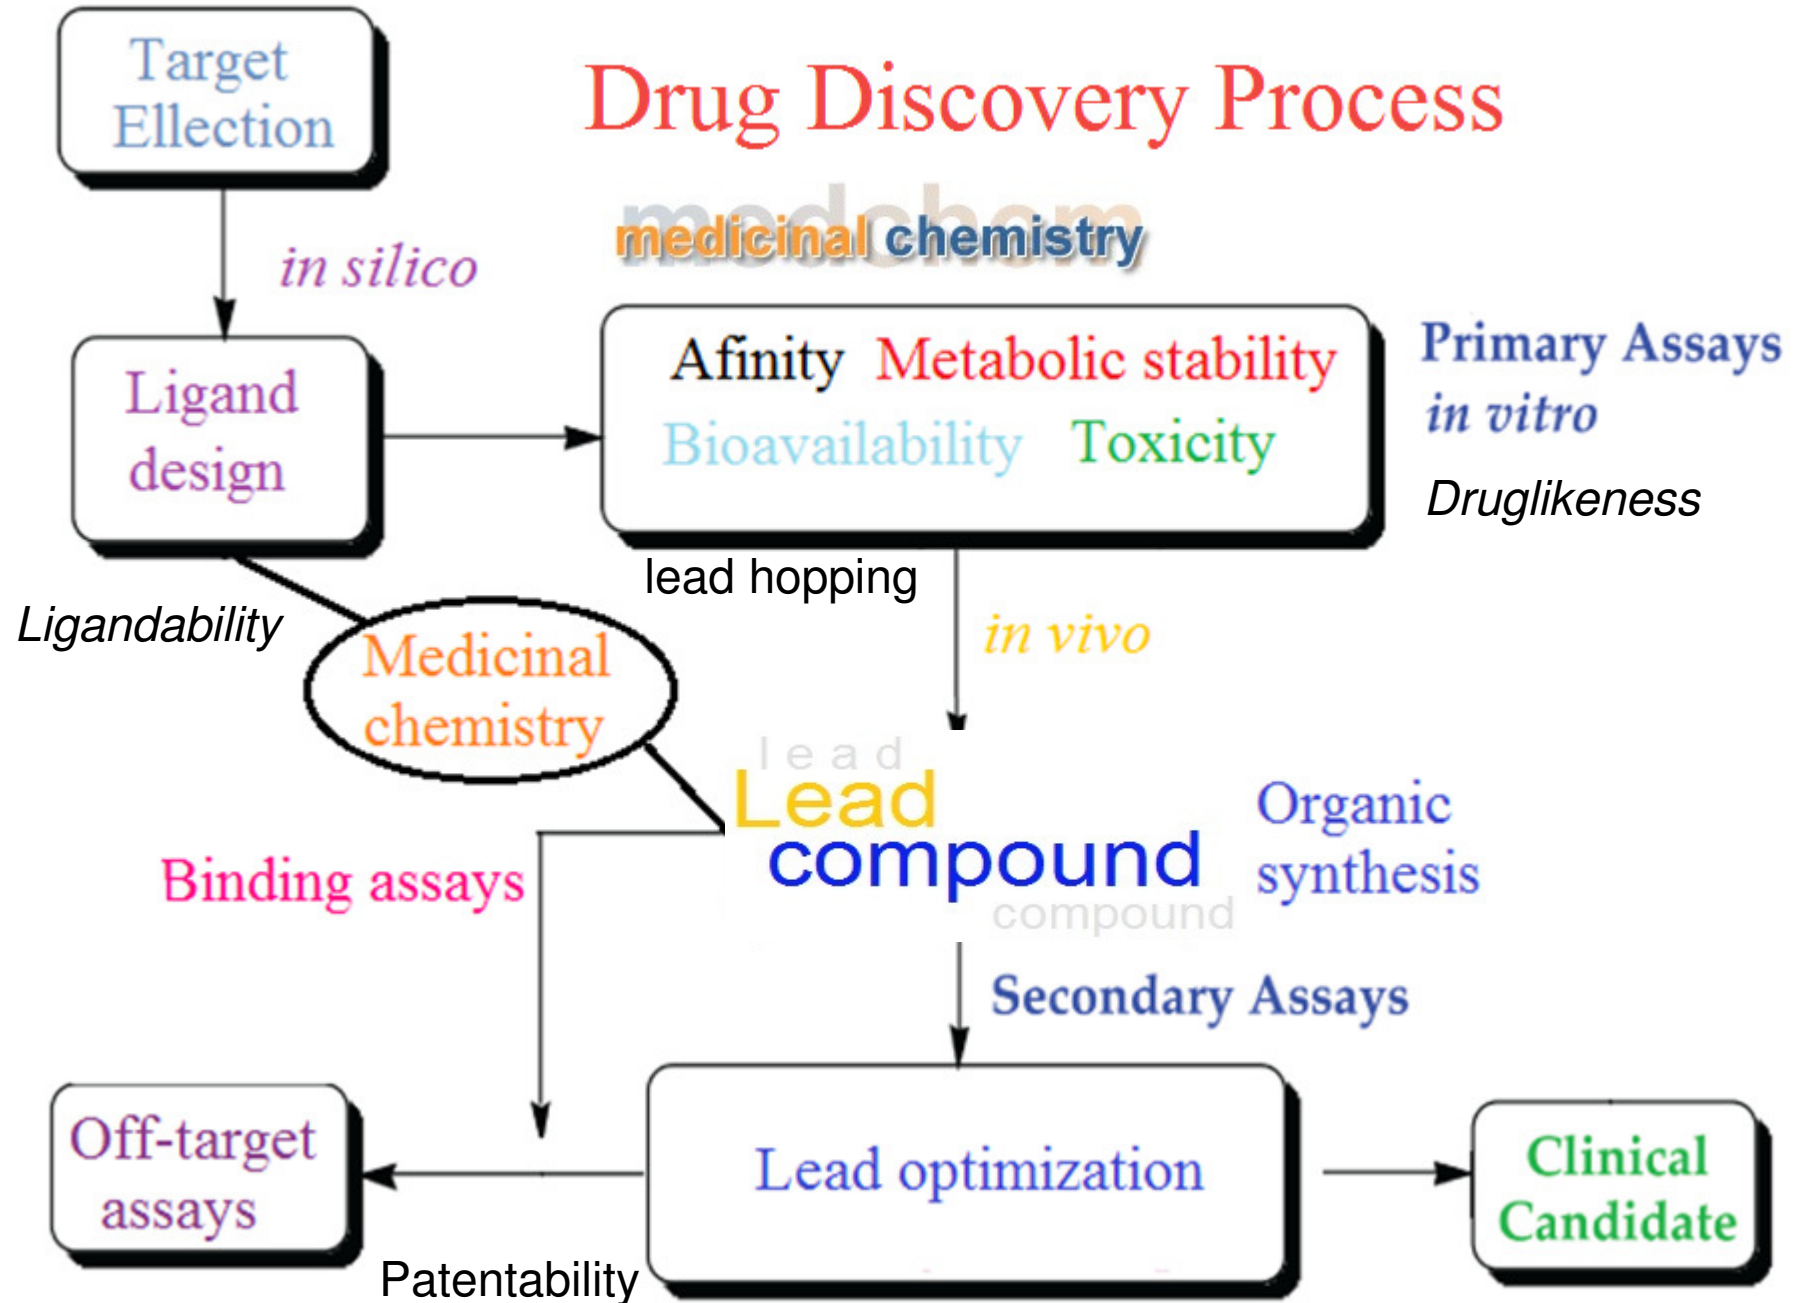 Target
Ellection
Drug Discovery Process
medchem
medicinal chemistry
in silico
Ligand
design
Afinity Metabolic stability
Bioavailability Toxicity
Primary Assays
in vitro
Druglikeness
lead hopping
Ligandability
in vivo
Medicinal
chemistry
lead
Lead
compound
compound
Organic
synthesis
Binding assays
Secondary Assays
Off-target
assays
Lead optimization
Clinical
Candidate
Patentability